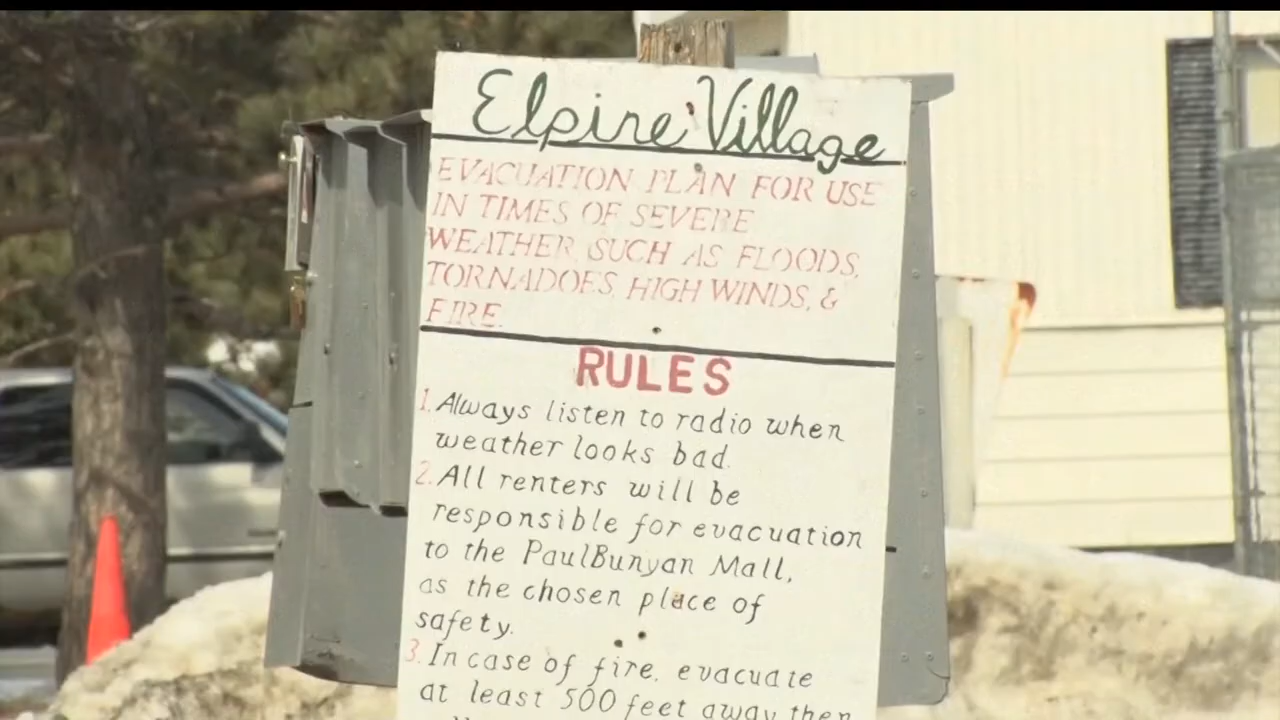 Elpine Village
EVACUATION PLAN FOR USE
IN TIMES OF SEVERE
WEATHER, SUCH AS FLOODS,
TORNADOES, HIGH WINDS, &
FIRE.
RULES
1. Always listen to radio when
weather looks bad.
2. All renters will be
responsible for evacuation
to the PaulBunyan Mall,
as the chosen place of
safety.
3. In case of fire, evacuate
at least 500 feet away then